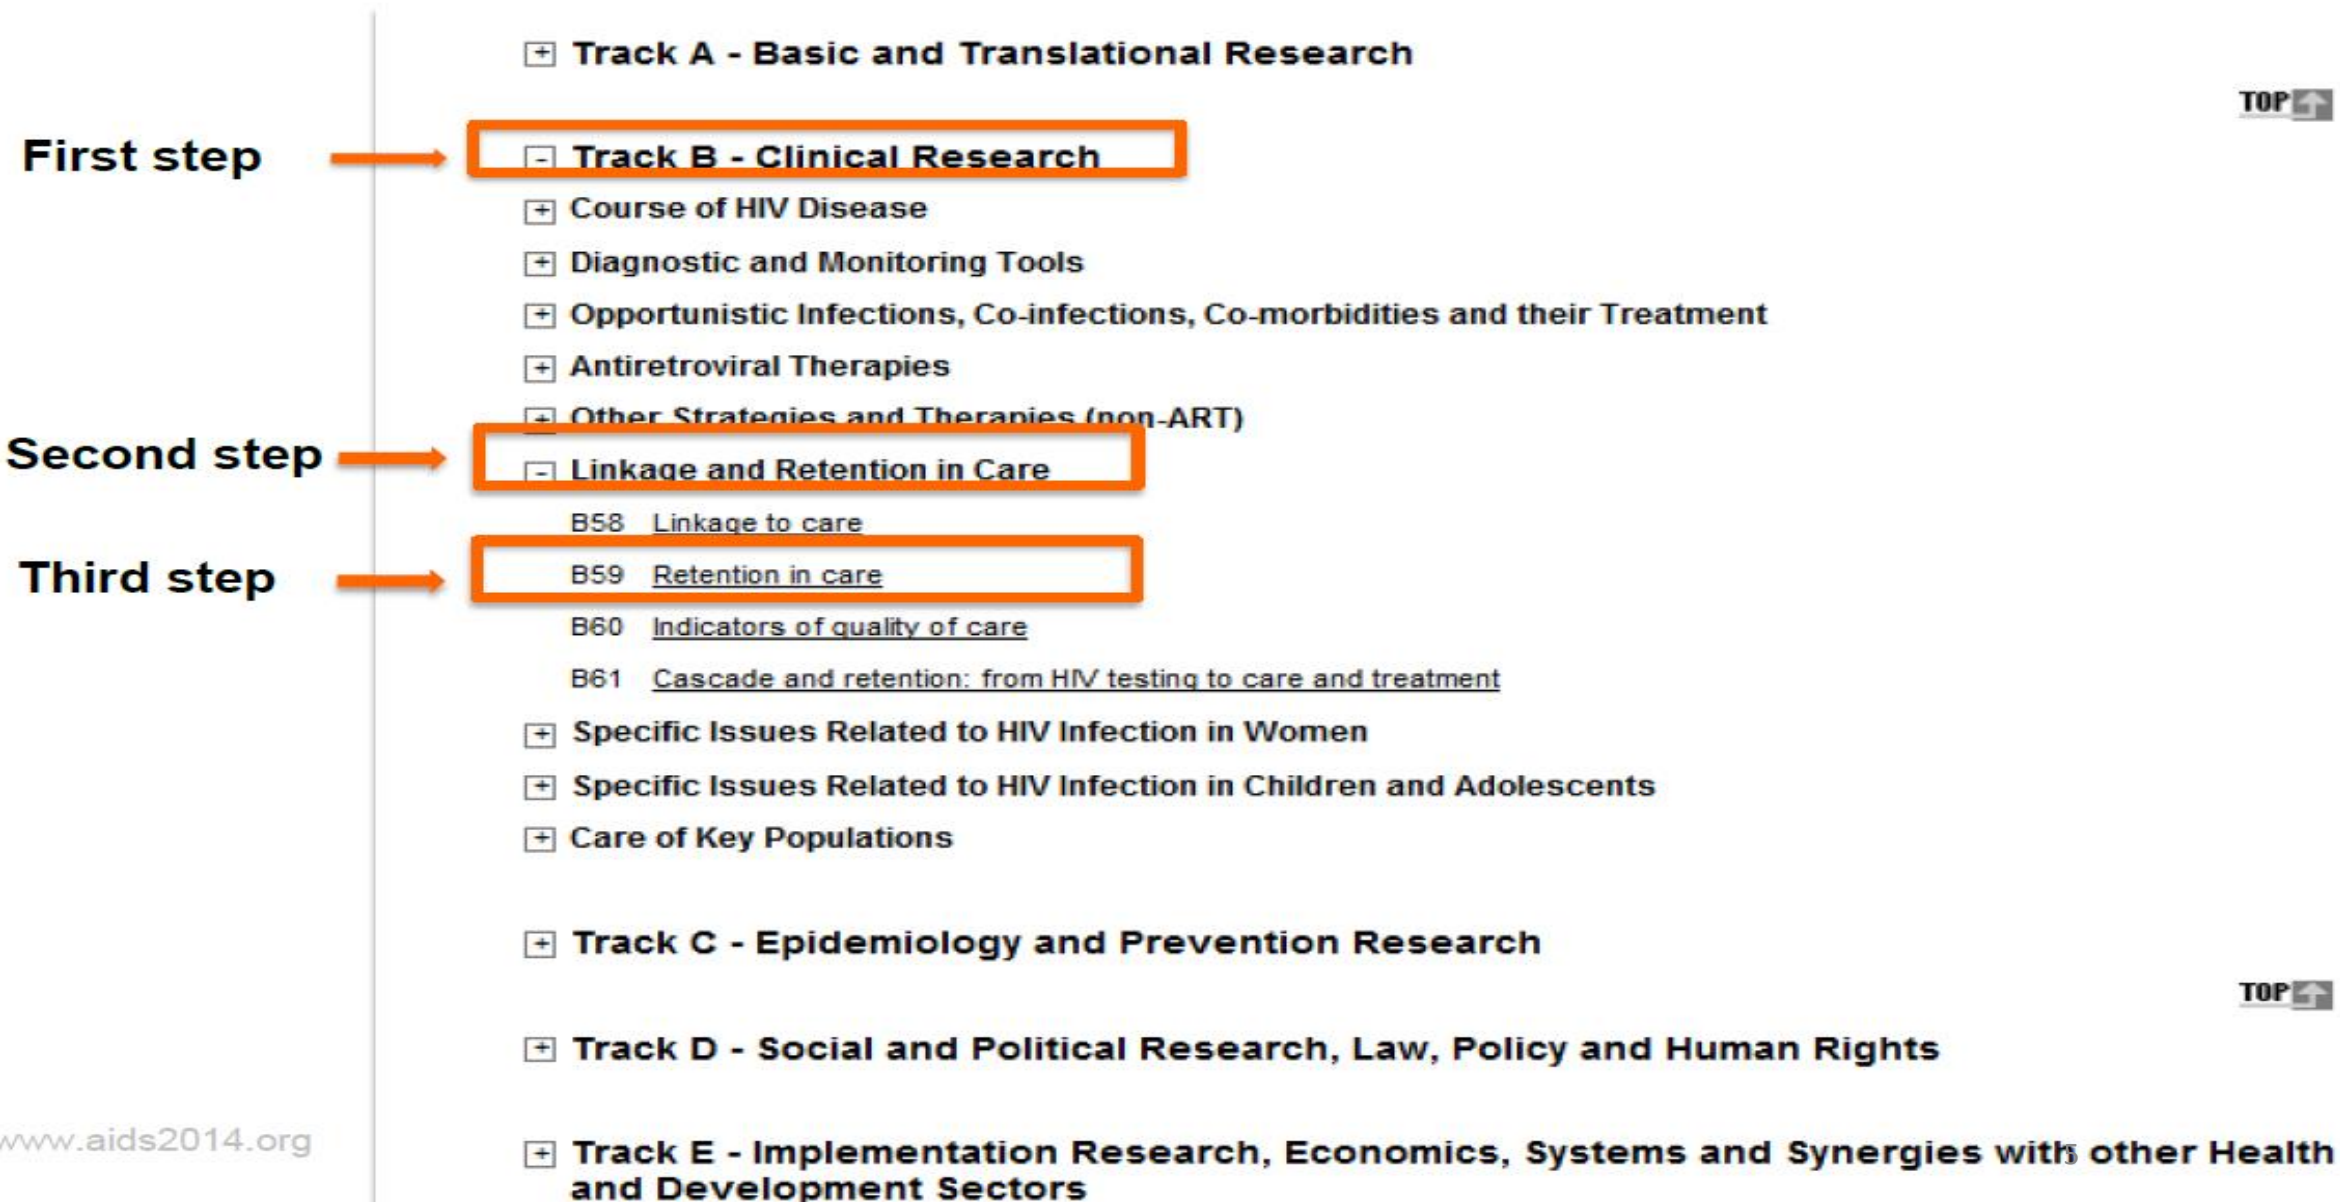 Track A - Basic and Translational Research
TOP
First step
Track B - Clinical Research
Course of HIV Disease
Diagnostic and Monitoring Tools
Opportunistic Infections, Co-infections, Co-morbidities and their Treatment
Antiretroviral Therapies
Other Strategies and Therapies (non-ART)
Second step
Linkage and Retention in Care
B58 Linkage to care
Third step
B59 Retention in care
B60 Indicators of quality of care
B61 Cascade and retention: from HIV testing to care and treatment
Specific Issues Related to HIV Infection in Women
Specific Issues Related to HIV Infection in Children and Adolescents
Care of Key Populations
Track C - Epidemiology and Prevention Research
TOP
Track D - Social and Political Research, Law, Policy and Human Rights
www.aids2014.org
Track E - Implementation Research, Economics, Systems and Synergies with other Health
and Development Sectors